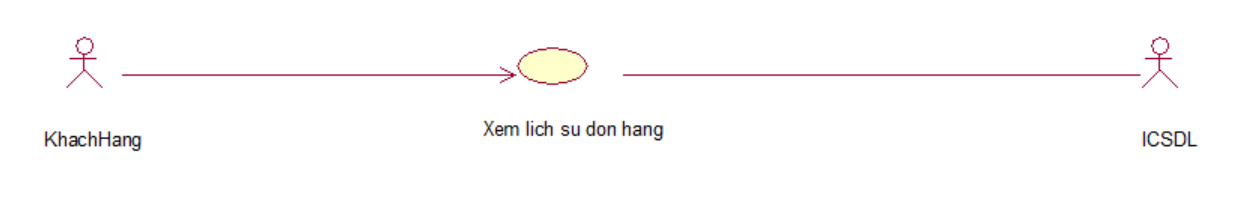 Xem lich su don hang
KhachHang
ICSDL